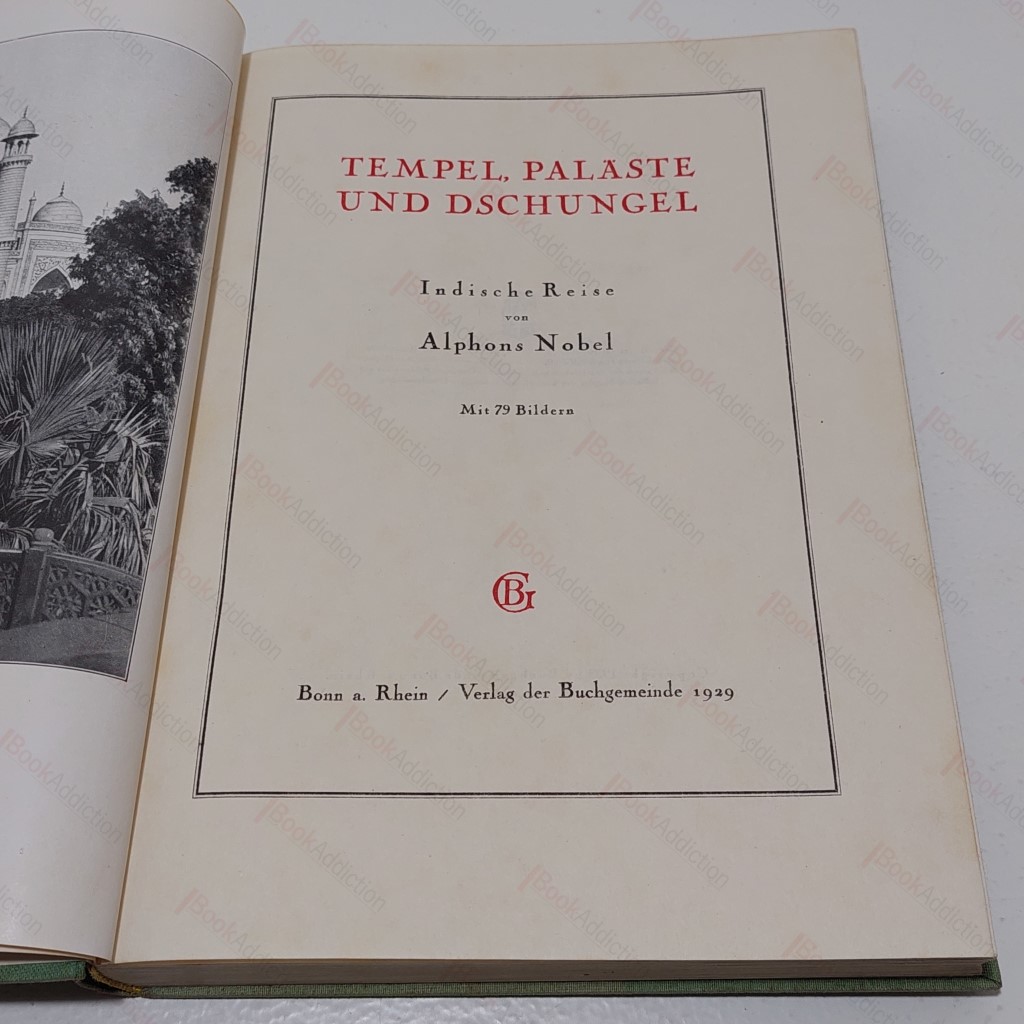 TEMPEL, PALÄSTE
UND DSCHUNGEL
Indische Reise
von
Alphons Nobel
Mit 79 Bildern
GB
Bonn a. Rhein / Verlag der Buchgemeinde 1929
BookAddiction